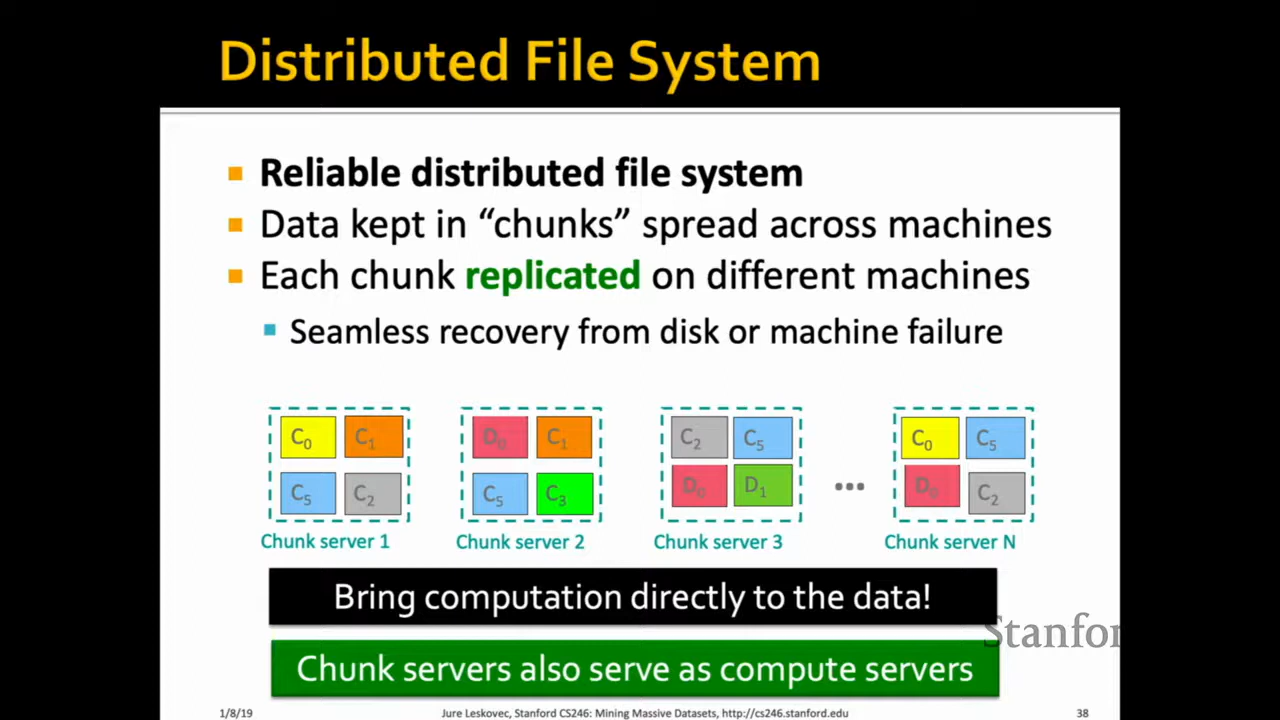 Distributed File System
Reliable distributed file system
Data kept in “chunks” spread across machines
Each chunk replicated on different machines
Seamless recovery from disk or machine failure
C0 C1
C5 C2
Chunk server 1
D0 C1
C5 C3
Chunk server 2
C2 C5
D0 D1
Chunk server 3
...
C0 C5
D0 C2
Chunk server N
Bring computation directly to the data!
Stanfor
Chunk servers also serve as compute servers
1/8/19
Jure Leskovec, Stanford CS246: Mining Massive Datasets, http://cs246.stanford.edu
38